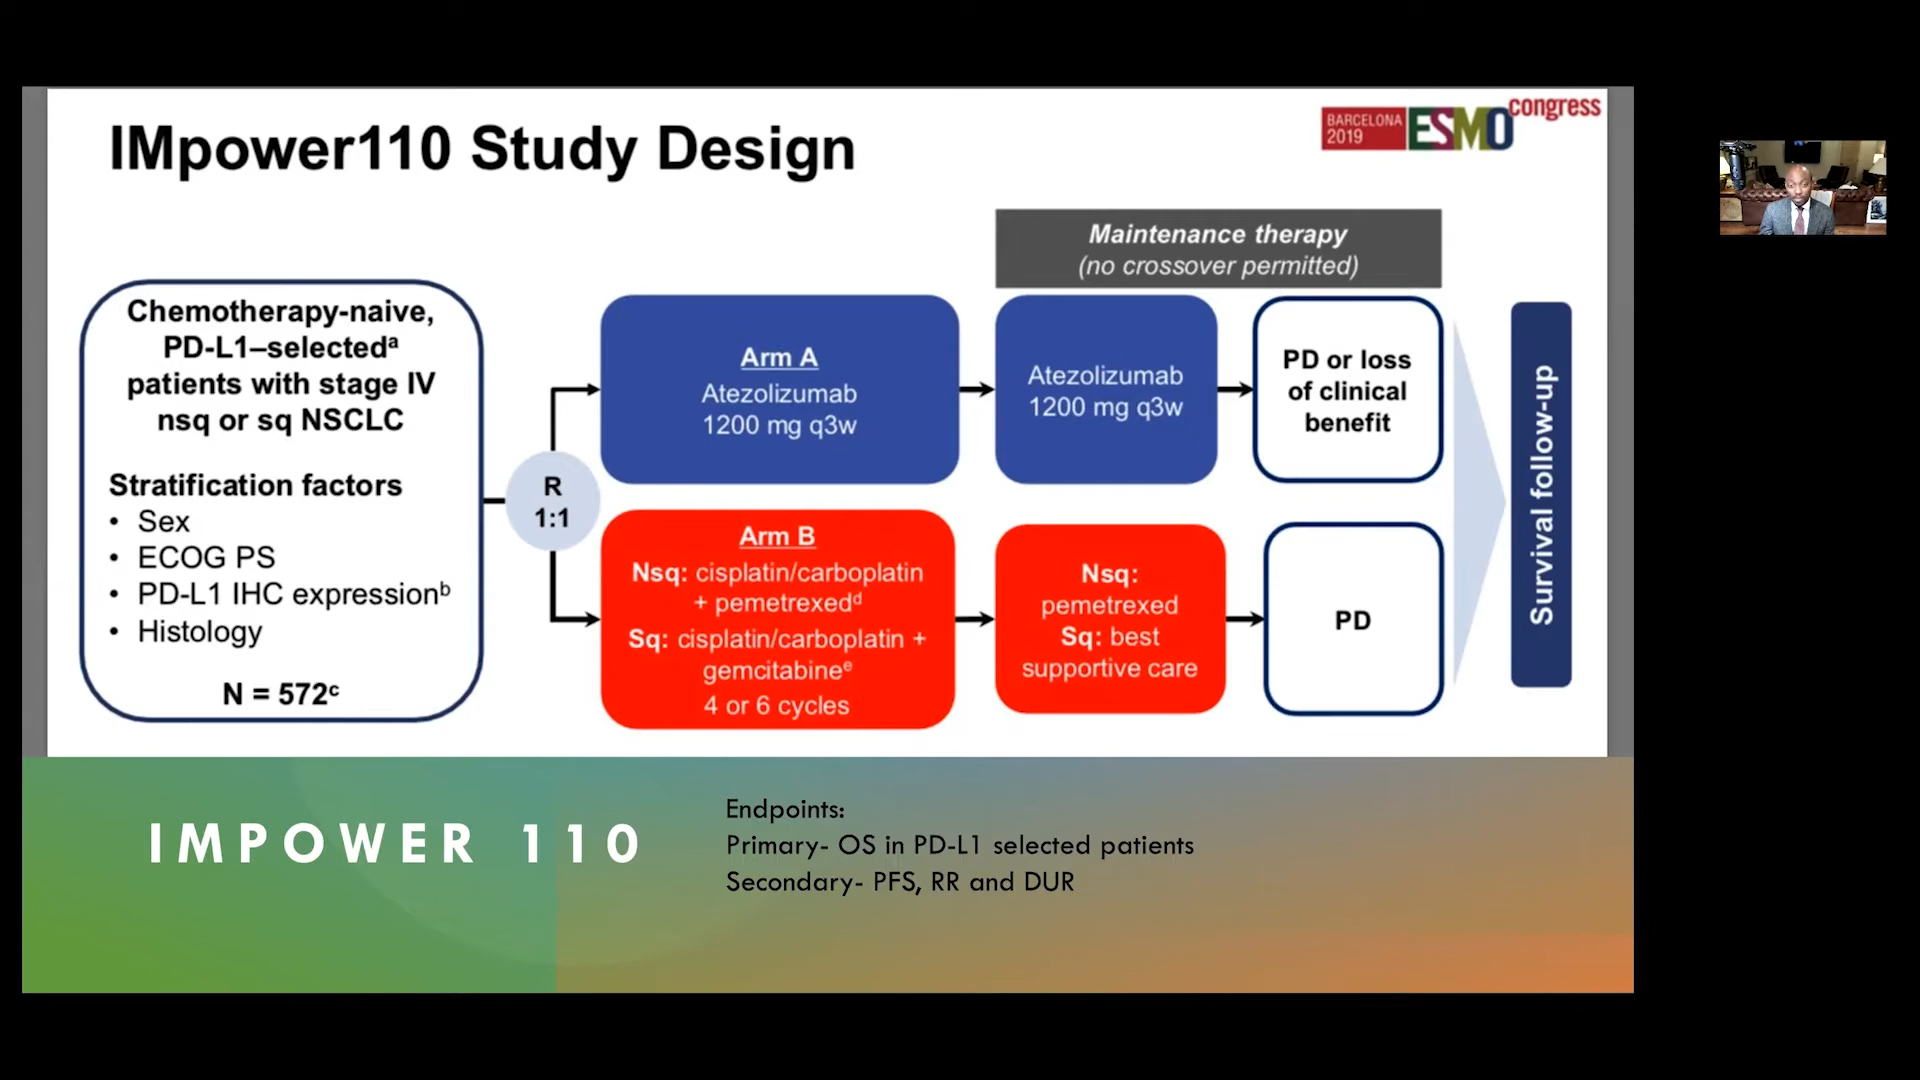 IMpower110 Study Design
BARCELONA
2019
ESMO
congress
Maintenance therapy
(no crossover permitted)
Chemotherapy-naive,
PD-L1–selectedᵃ
patients with stage IV
nsq or sq NSCLC
Stratification factors
• Sex
• ECOG PS
• PD-L1 IHC expressionᵇ
• Histology
N = 572ᶜ
R
1:1
Arm A
Atezolizumab
1200 mg q3w
Atezolizumab
1200 mg q3w
PD or loss
of clinical
benefit
Arm B
Nsq: cisplatin/carboplatin
+ pemetrexedᵈ
Sq: cisplatin/carboplatin +
gemcitabineᵉ
4 or 6 cycles
Nsq:
pemetrexed
Sq: best
supportive care
PD
Survival follow-up
IMPOWER 110
Endpoints:
Primary- OS in PD-L1 selected patients
Secondary- PFS, RR and DUR